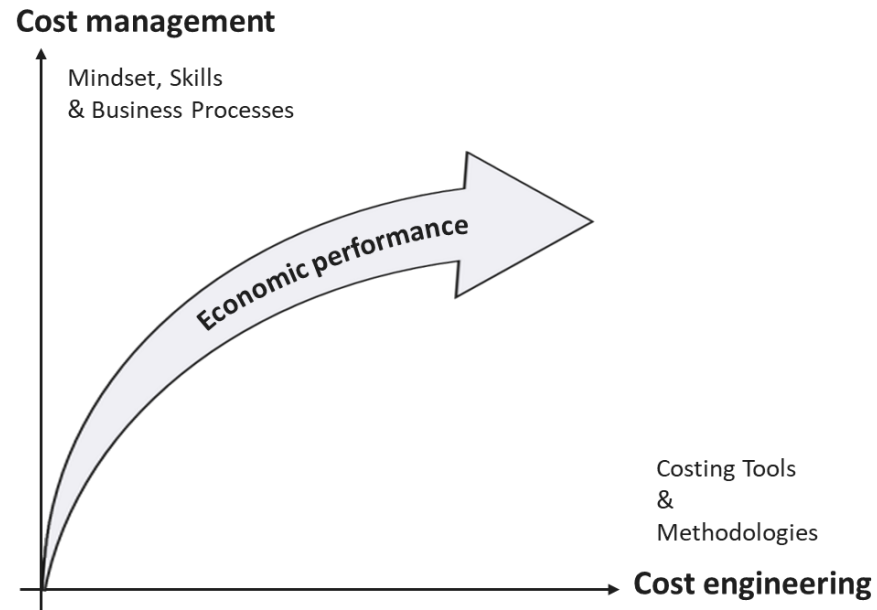 Cost management
Mindset, Skills
& Business Processes
Economic performance
Costing Tools
&
Methodologies
Cost engineering